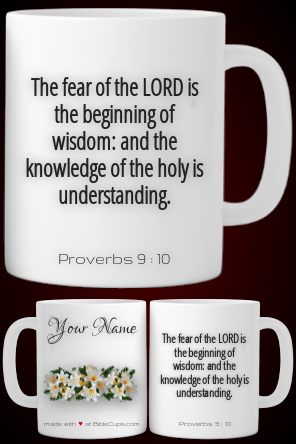 The fear of the LORD is
the beginning of
wisdom: and the
knowledge of the holy is
understanding.
Proverbs 9 : 10
Your Name
made with ♥ at BibleCups.com
The fear of the LORD is
the beginning of
wisdom: and the
knowledge of the holy is
understanding.
Proverbs 9 : 10